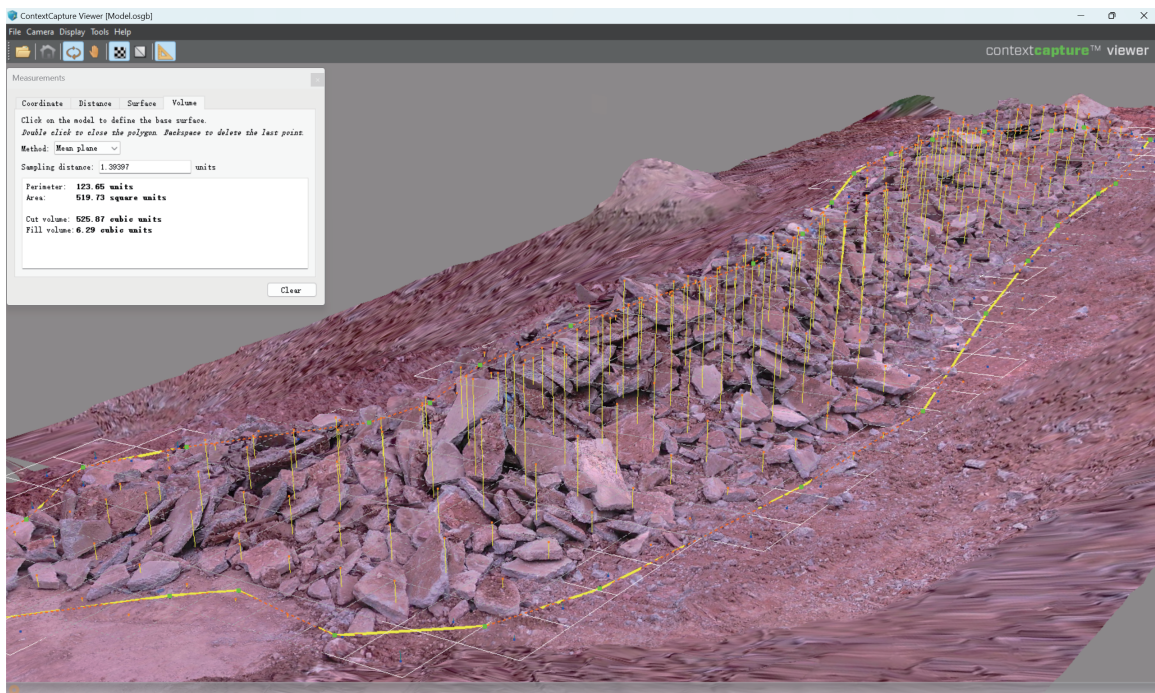 ContextCapture Viewer [Model.osgb]
File Camera Display Tools Help
contextcapture™ viewer
Measurements
Coordinate Distance Surface Volume
Click on the model to define the base surface.
Double click to close the polygon. Backspace to delete the last point.
Method: Mean plane
Sampling distance: 1.39397 units
Perimeter: 123.65 units
Area: 519.73 square units
Cut volume: 525.87 cubic units
Fill volume: 6.29 cubic units
Clear